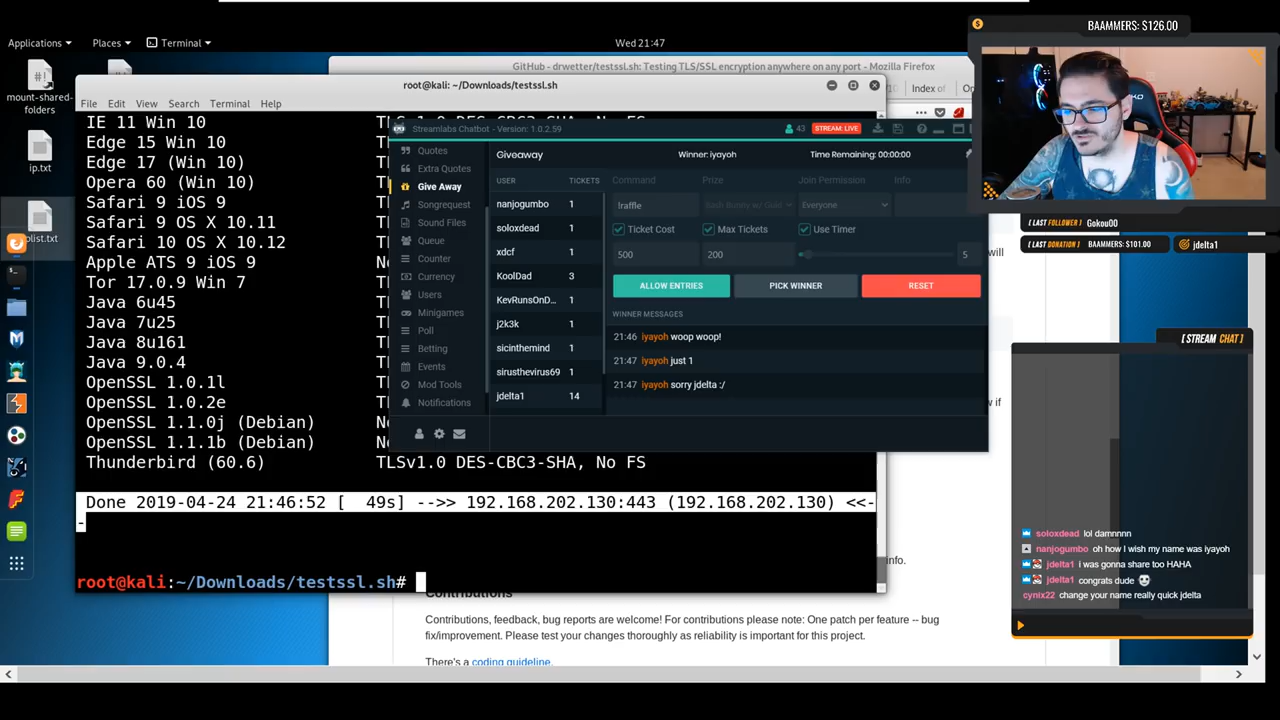 BAAMMERS: $126.00
Applications
Places
Terminal
Wed 21:47
GitHub - drwetter/testssl.sh: Testing TLS/SSL encryption anywhere on any port - Mozilla Firefox
mount-shared-folders
ip.txt
root@kali: ~/Downloads/testssl.sh
File Edit View Search Terminal Help
Index of
IE 11 Win 10
Edge 15 Win 10
Edge 17 (Win 10)
Opera 60 (Win 10)
Safari 9 iOS 9
Safari 9 OS X 10.11
Safari 10 OS X 10.12
Apple ATS 9 iOS 9
Tor 17.0.9 Win 7
Java 6u45
Java 7u25
Java 8u161
Java 9.0.4
OpenSSL 1.0.1l
OpenSSL 1.0.2e
OpenSSL 1.1.0j (Debian)
OpenSSL 1.1.1b (Debian)
Thunderbird (60.6) TLSv1.0 DES-CBC3-SHA, No FS
Done 2019-04-24 21:46:52 [ 49s] -->> 192.168.202.130:443 (192.168.202.130) <<-
-
root@kali:~/Downloads/testssl.sh#
Streamlabs Chatbot - Version: 1.0.2.59
43
STREAM: LIVE
Quotes
Extra Quotes
Give Away
Songrequest
Sound Files
Queue
Counter
Currency
Users
Minigames
Poll
Betting
Events
Mod Tools
Notifications
Giveaway
Winner: iyayoh
Time Remaining: 00:00:00
USER TICKETS
nanjogumbo 1
soloxdead 1
xdcf 1
KoolDad 3
KevRunsOnD... 1
j2k3k 1
sicinthemind 1
sirusthevirus69 1
jdelta1 14
Command Prize Join Permission Info
!raffle
Everyone
Ticket Cost Max Tickets Use Timer
500 200 5
ALLOW ENTRIES PICK WINNER RESET
WINNER MESSAGES
21:46 iyayoh woop woop!
21:47 iyayoh just 1
21:47 iyayoh sorry jdelta :/
[ LAST FOLLOWER ] Gokou00
[ LAST DONATION ] BAAMMERS: $101.00
jdelta1
will
if
[ STREAM CHAT ]
soloxdead lol damnnnn
nanjogumbo oh how I wish my name was iyayoh
jdelta1 i was gonna share too HAHA
jdelta1 congrats dude
cynix22 change your name really quick jdelta
info.
Contributions
Contributions, feedback, bug reports are welcome! For contributions please note: One patch per feature -- bug
fix/improvement. Please test your changes thoroughly as reliability is important for this project.
There's a coding guideline.